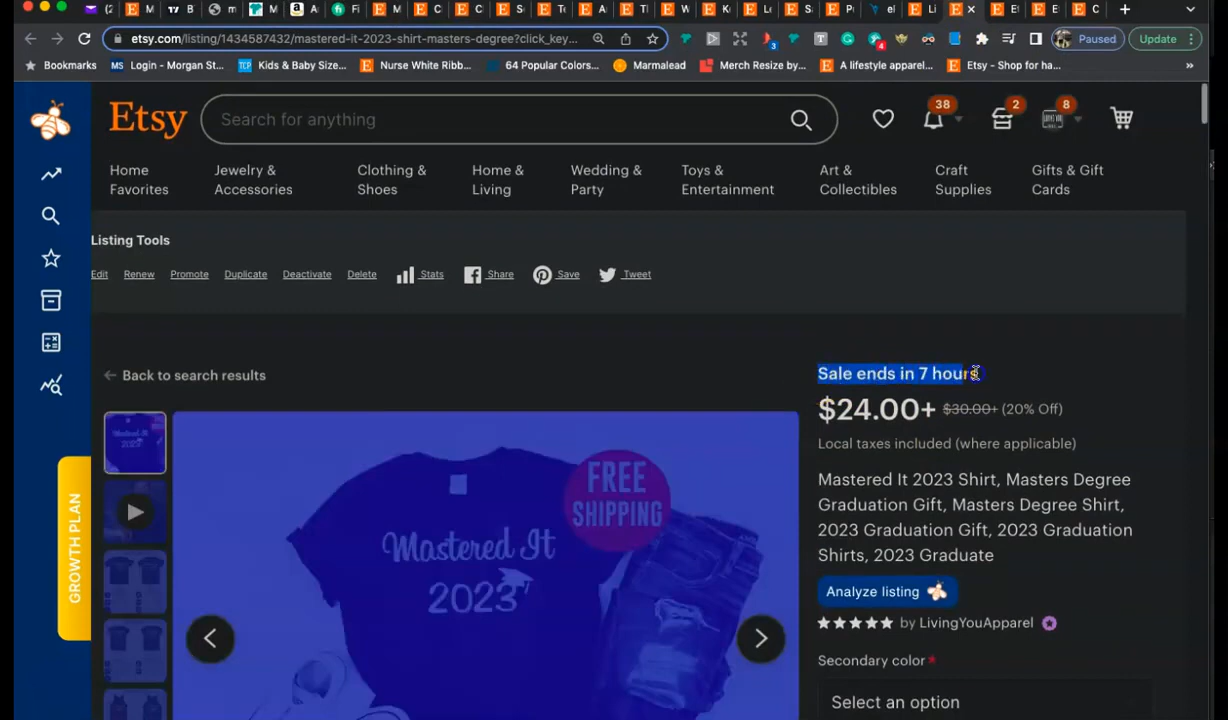 etsy.com/listing/1434587432/mastered-it-2023-shirt-masters-degree?click_key...
Paused
Update
Bookmarks
Login - Morgan St...
Kids & Baby Size...
Nurse White Ribb...
64 Popular Colors...
Marmalead
Merch Resize by...
A lifestyle apparel...
Etsy - Shop for ha...
»
Etsy
Search for anything
38
2
8
Home Favorites
Jewelry & Accessories
Clothing & Shoes
Home & Living
Wedding & Party
Toys & Entertainment
Art & Collectibles
Craft Supplies
Gifts & Gift Cards
Listing Tools
Edit
Renew
Promote
Duplicate
Deactivate
Delete
Stats
Share
Save
Tweet
Back to search results
Sale ends in 7 hours
$24.00+ $30.00+ (20% Off)
Local taxes included (where applicable)
Mastered It 2023 Shirt, Masters Degree
Graduation Gift, Masters Degree Shirt,
2023 Graduation Gift, 2023 Graduation
Shirts, 2023 Graduate
Analyze listing
by LivingYouApparel
Secondary color *
Select an option
FREE
SHIPPING
Mastered It
2023
GROWTH PLAN